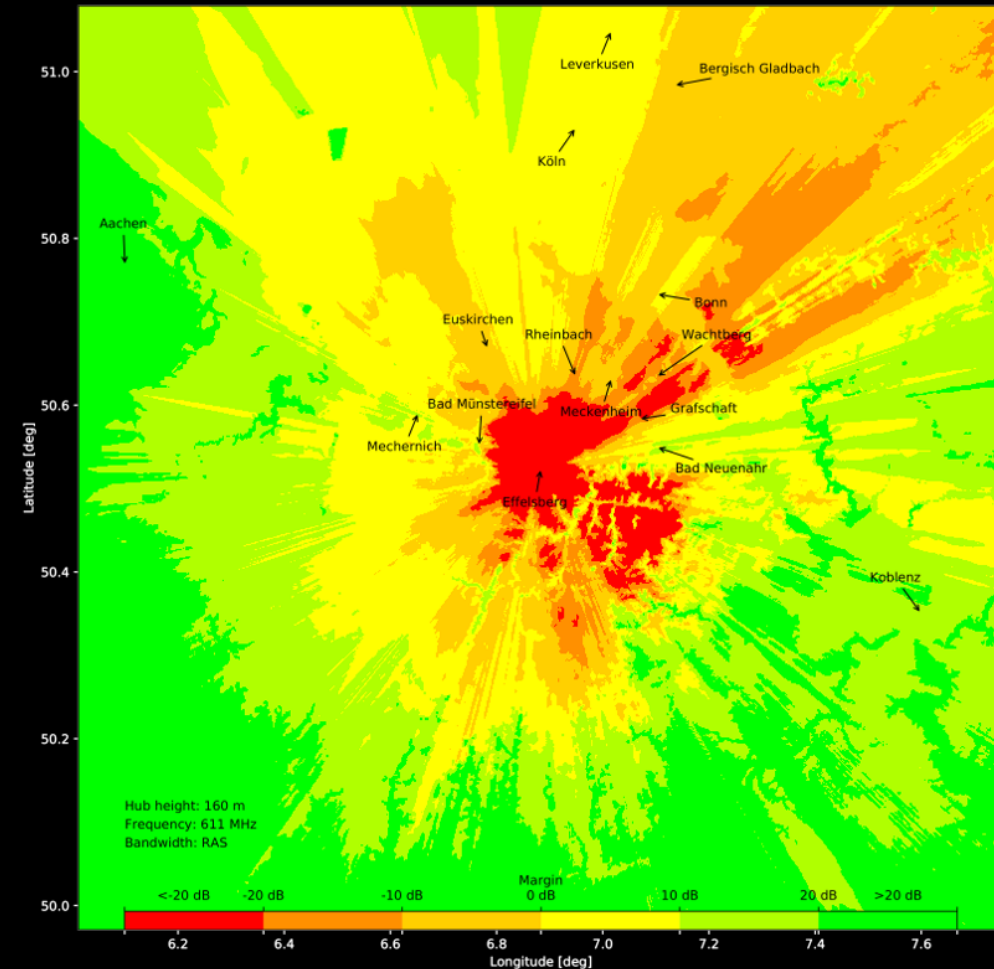 Leverkusen
Bergisch Gladbach
51.0
Köln
Aachen
50.8
Bonn
Euskirchen
Rheinbach
Wachtberg
50.6
Bad Münstereifel
Meckenheim
Grafschaft
Mechernich
Bad Neuenahr
Latitude [deg]
Effelsberg
50.4
Koblenz
50.2
Hub height: 160 m
Frequency: 611 MHz
Bandwidth: RAS
Margin
<-20 dB -20 dB -10 dB 0 dB 10 dB 20 dB >20 dB
50.0
6.2 6.4 6.6 6.8 7.0 7.2 7.4 7.6
Longitude [deg]